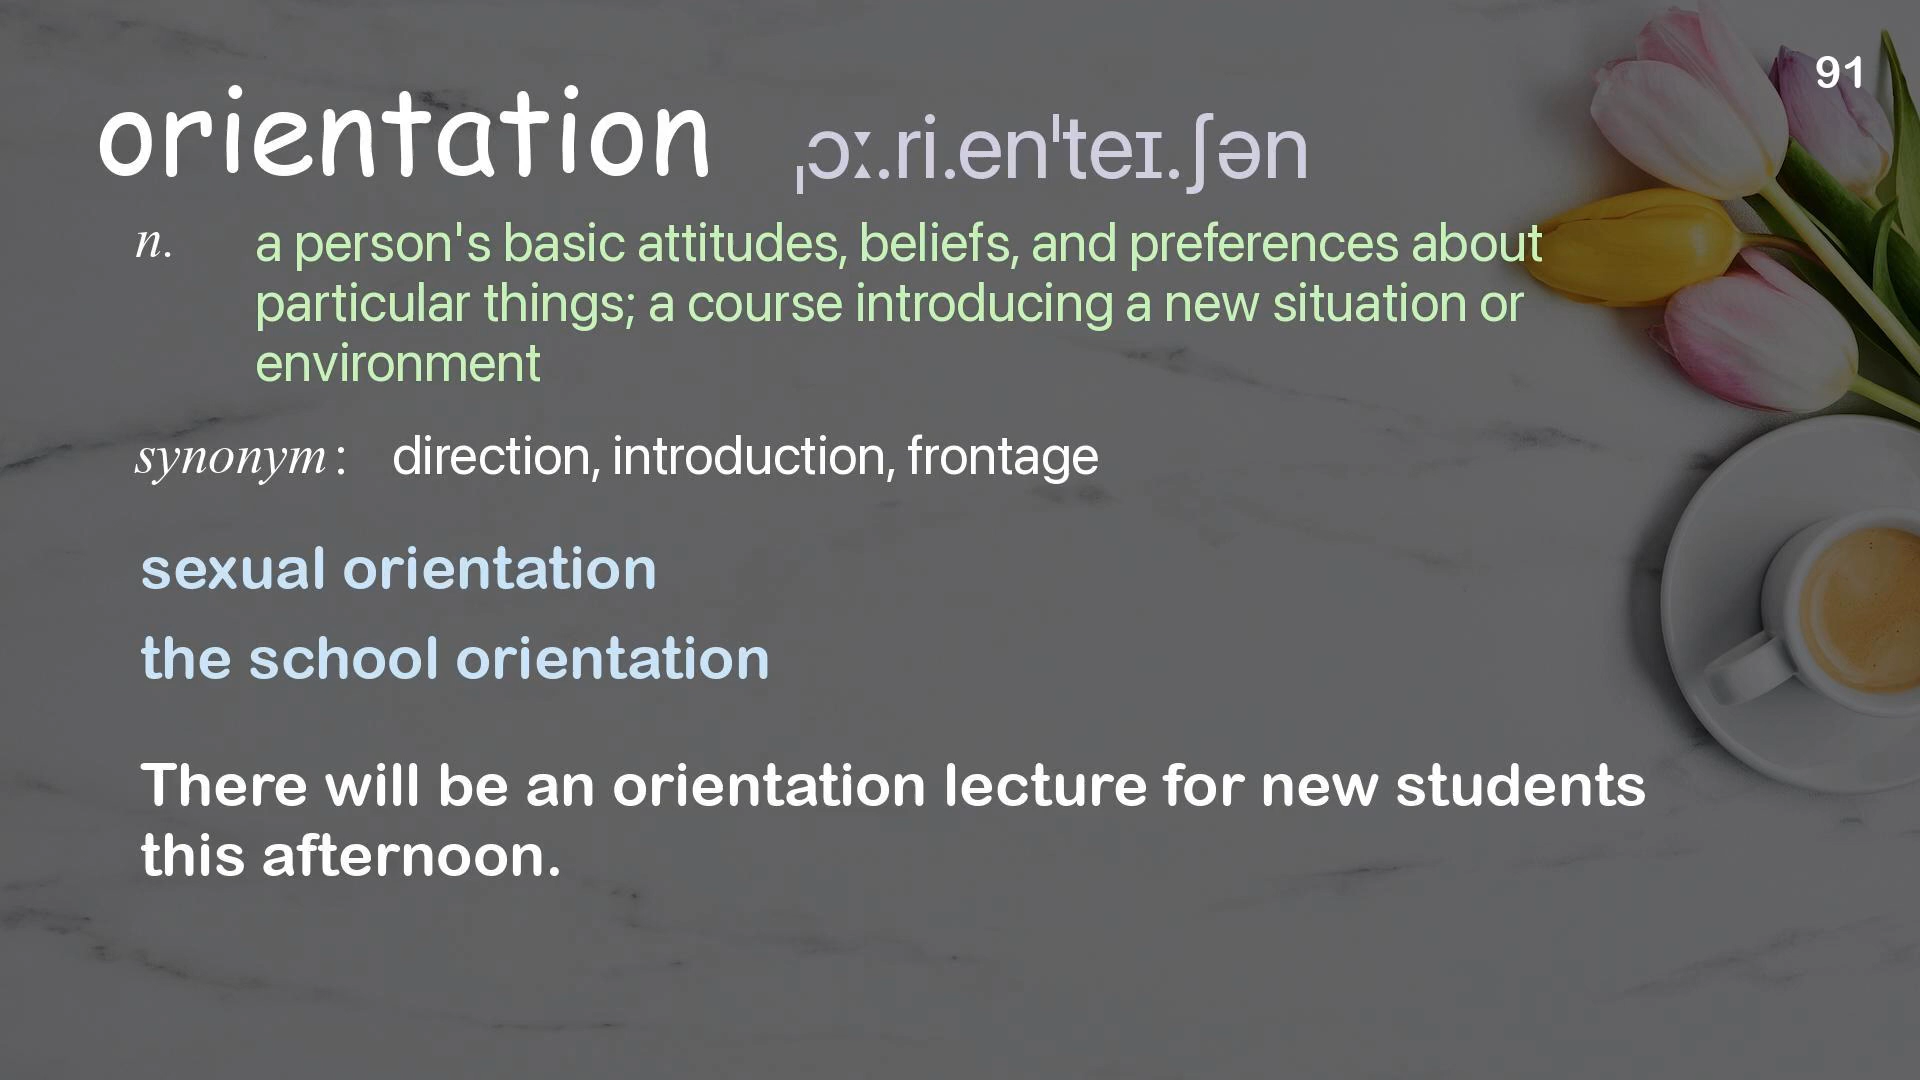 91
orientation ˌɔː.ri.enˈteɪ.ʃən
n. a person's basic attitudes, beliefs, and preferences about
particular things; a course introducing a new situation or
environment
synonym : direction, introduction, frontage
sexual orientation
the school orientation
There will be an orientation lecture for new students
this afternoon.